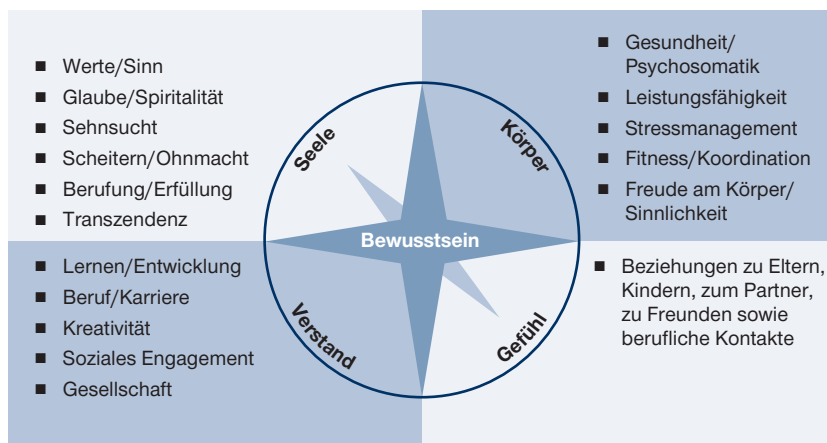 ■ Werte/Sinn
■ Glaube/Spiritalität
■ Sehnsucht
■ Scheitern/Ohnmacht
■ Berufung/Erfüllung
■ Transzendenz
Seele
Körper
■ Gesundheit/
Psychosomatik
■ Leistungsfähigkeit
■ Stressmanagement
■ Fitness/Koordination
■ Freude am Körper/
Sinnlichkeit
Bewusstsein
■ Lernen/Entwicklung
■ Beruf/Karriere
■ Kreativität
■ Soziales Engagement
■ Gesellschaft
Verstand
Gefühl
■ Beziehungen zu Eltern,
Kindern, zum Partner,
zu Freunden sowie
berufliche Kontakte